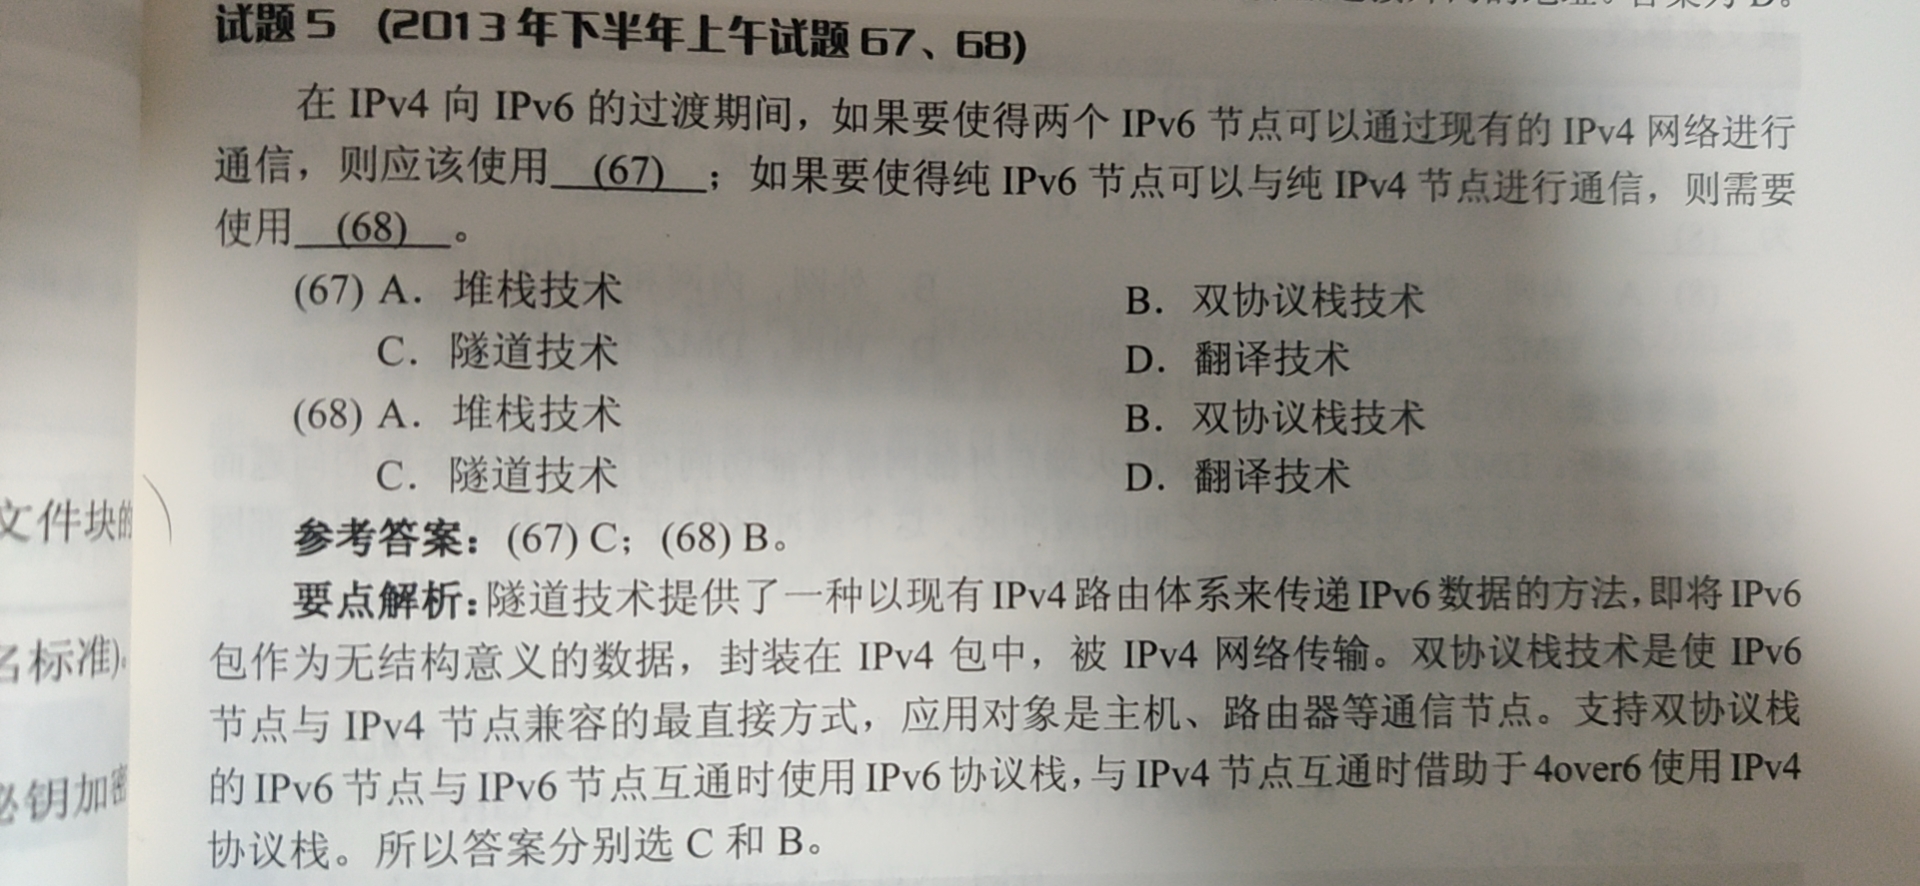 试题5 (2013年下半年上午试题67、68)
在 IPv4 向 IPv6 的过渡期间，如果要使得两个 IPv6 节点可以通过现有的 IPv4 网络进行
通信，则应该使用 (67) ；如果要使得纯 IPv6 节点可以与纯 IPv4 节点进行通信，则需要
使用 (68) 。
(67) A. 堆栈技术 B. 双协议栈技术
C. 隧道技术 D. 翻译技术
(68) A. 堆栈技术 B. 双协议栈技术
C. 隧道技术 D. 翻译技术
参考答案：(67) C；(68) B。
要点解析：隧道技术提供了一种以现有 IPv4 路由体系来传递 IPv6 数据的方法，即将 IPv6
包作为无结构意义的数据，封装在 IPv4 包中，被 IPv4 网络传输。双协议栈技术是使 IPv6
节点与 IPv4 节点兼容的最直接方式，应用对象是主机、路由器等通信节点。支持双协议栈
的 IPv6 节点与 IPv6 节点互通时使用 IPv6 协议栈，与 IPv4 节点互通时借助于 4over6 使用 IPv4
协议栈。所以答案分别选 C 和 B。
文件块的
名标准)
钥加密